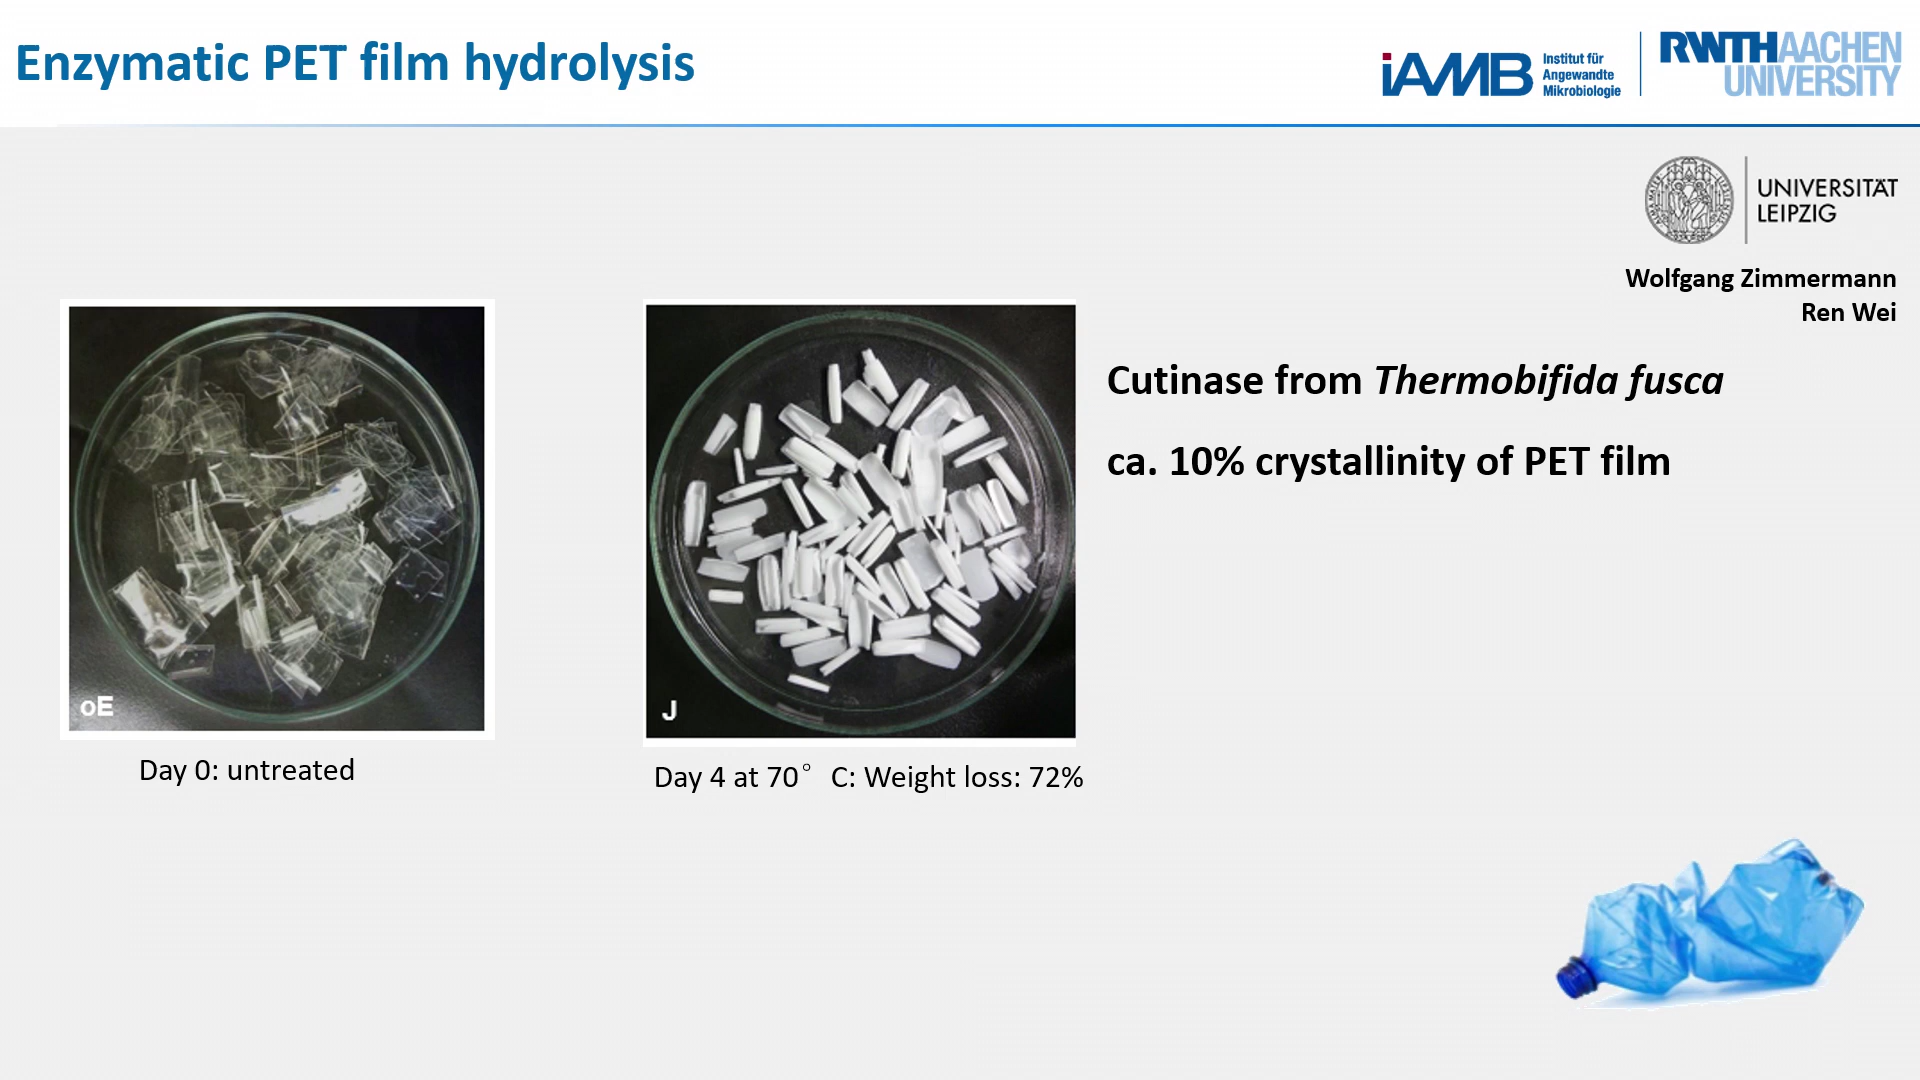 Enzymatic PET film hydrolysis
iAMB
Institut für
Angewandte
Mikrobiologie
RWTHAACHEN
UNIVERSITY
UNIVERSITÄT
LEIPZIG
Wolfgang Zimmermann
Ren Wei
Cutinase from Thermobifida fusca
ca. 10% crystallinity of PET film
oE
J
Day 0: untreated
Day 4 at 70° C: Weight loss: 72%